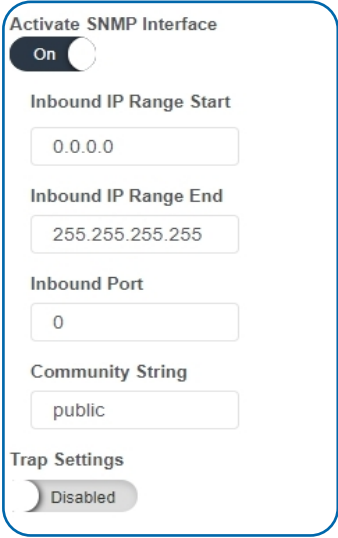 Activate SNMP Interface
On
Inbound IP Range Start
0.0.0.0
Inbound IP Range End
255.255.255.255
Inbound Port
0
Community String
public
Trap Settings
Disabled